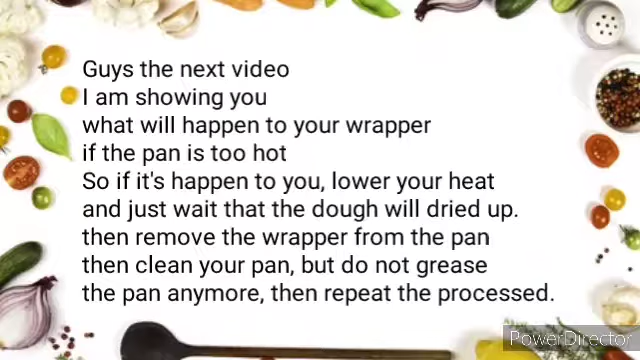 Guys the next video
I am showing you
what will happen to your wrapper
if the pan is too hot
So if it's happen to you, lower your heat
and just wait that the dough will dried up.
then remove the wrapper from the pan
then clean your pan, but do not grease
the pan anymore, then repeat the processed.
PowerDirector